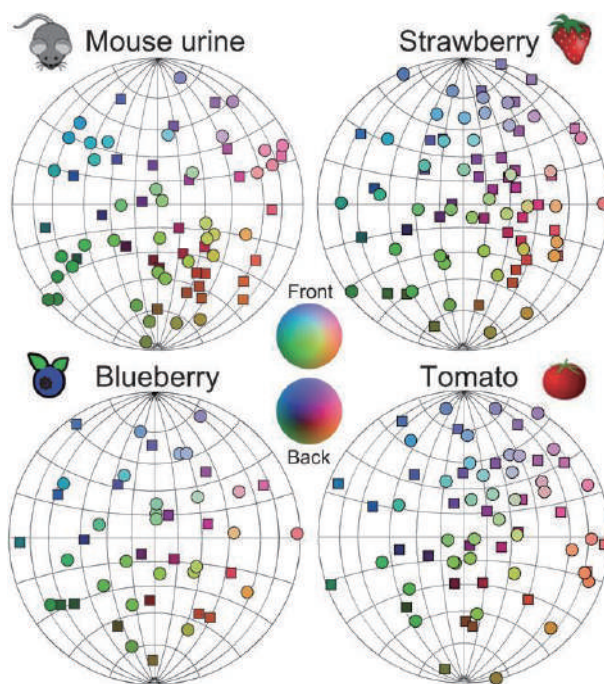 Mouse urine
Strawberry
Front
Blueberry
Tomato
Back